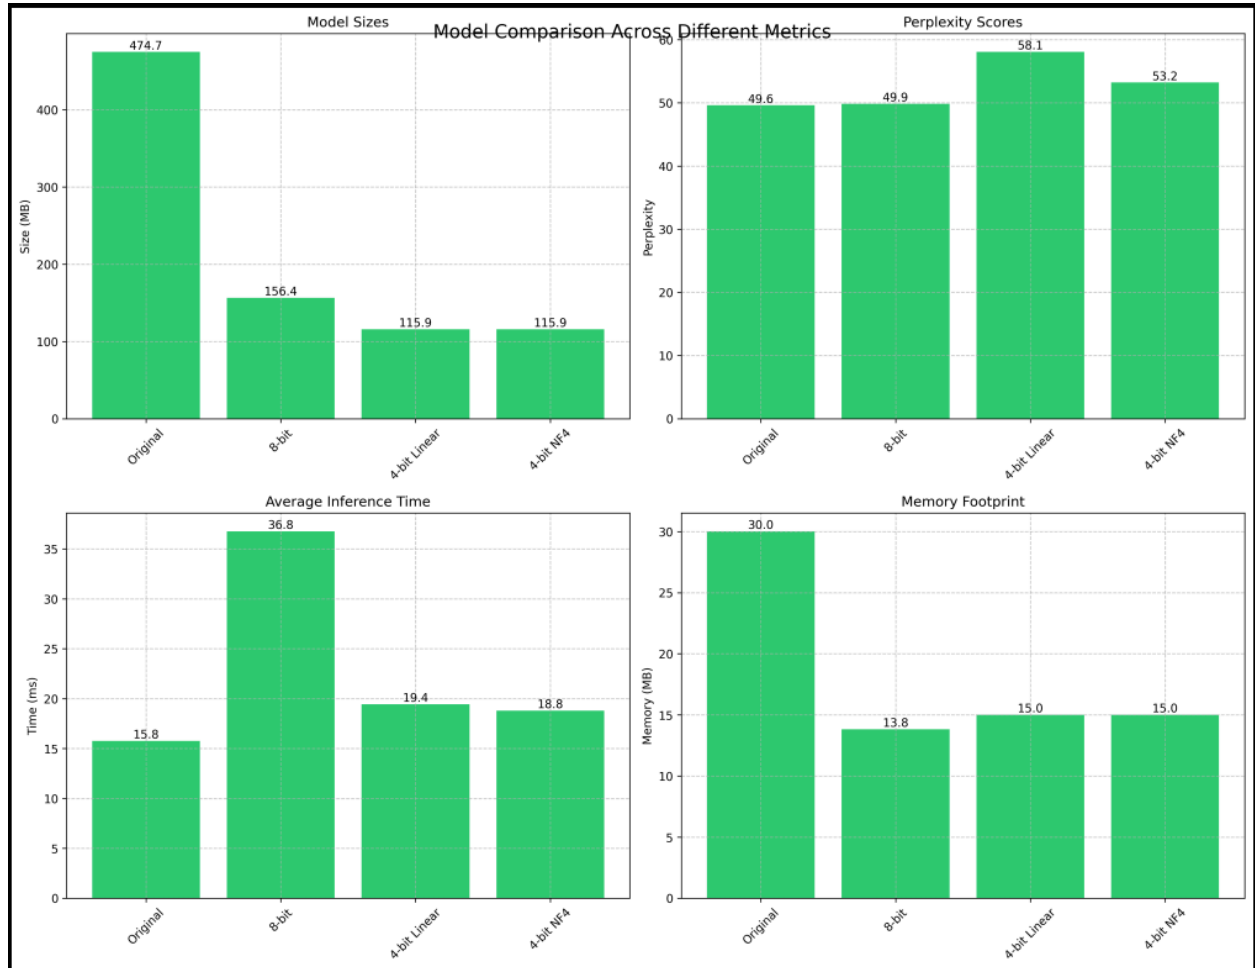 Model Comparison Across Different Metrics
Model Sizes
474.7
156.4
115.9
115.9
400
300
200
100
0
Size (MB)
Original
8-bit
4-bit Linear
4-bit NF4
Perplexity Scores
49.6
49.9
58.1
53.2
60
50
40
30
20
10
0
Perplexity
Original
8-bit
4-bit Linear
4-bit NF4
Average Inference Time
15.8
36.8
19.4
18.8
35
30
25
20
15
10
5
0
Time (ms)
Original
8-bit
4-bit Linear
4-bit NF4
Memory Footprint
30.0
13.8
15.0
15.0
30
25
20
15
10
5
0
Memory (MB)
Original
8-bit
4-bit Linear
4-bit NF4